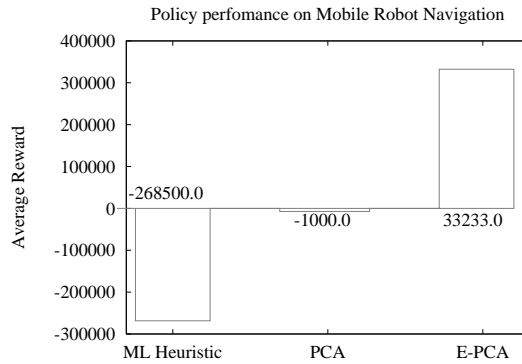 Policy perfomance on Mobile Robot Navigation
400000
300000
200000
100000
0
-100000
-200000
-300000
Average Reward
-268500.0
-1000.0
33233.0
ML Heuristic
PCA
E-PCA